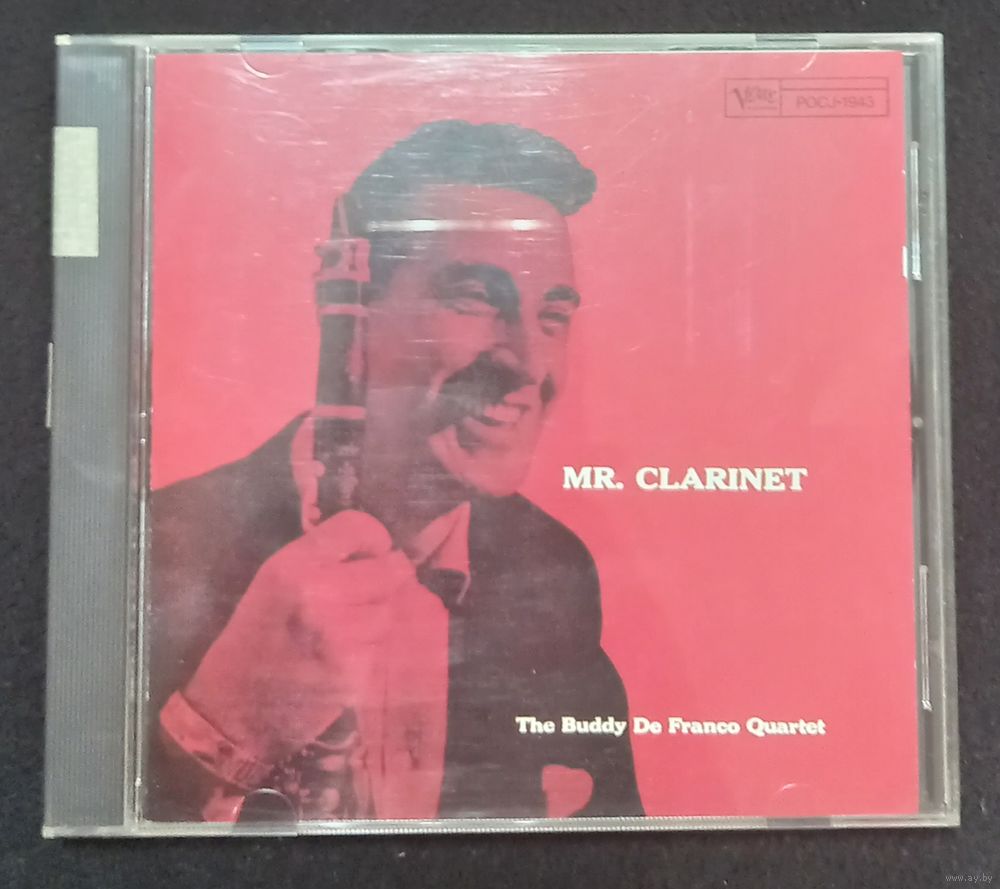 Verve
POCJ-1943
MR. CLARINET
The Buddy De Franco Quartet
www.ay.by